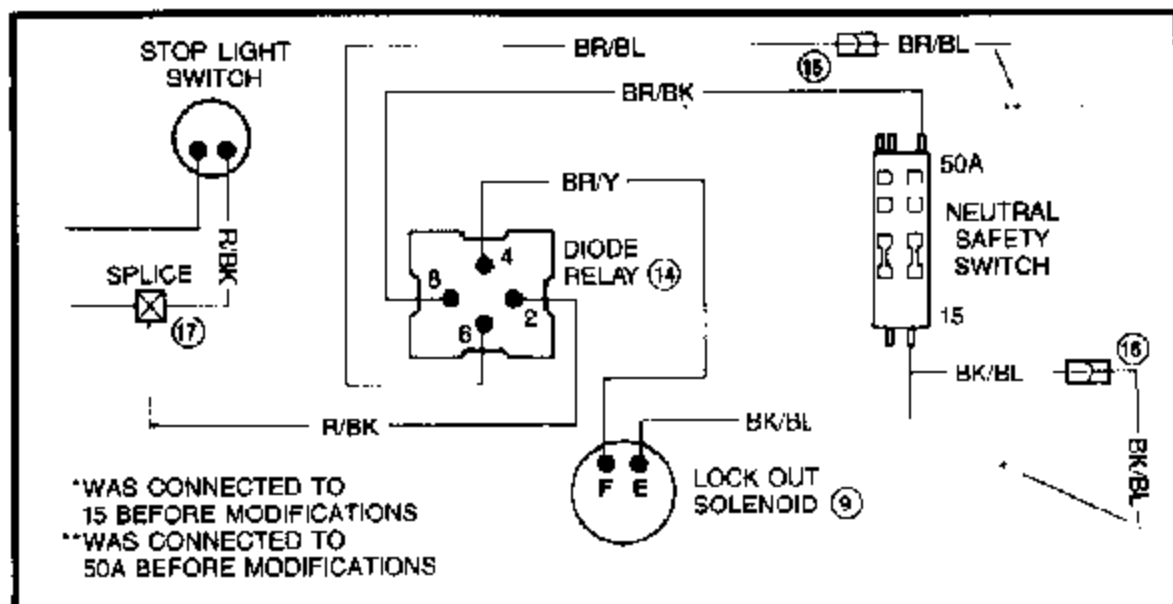 STOP LIGHT
SWITCH
BR/BL
15
BR/BL
BR/BK
50A
BR/Y
NEUTRAL
SAFETY
SWITCH
R/BK
DIODE
RELAY 14
4
8
2
6
SPLICE
17
15
16
BK/BL
R/BK
BK/BL
BK/BL
F E
LOCK OUT
SOLENOID 9
*WAS CONNECTED TO
15 BEFORE MODIFICATIONS
**WAS CONNECTED TO
50A BEFORE MODIFICATIONS
**
*